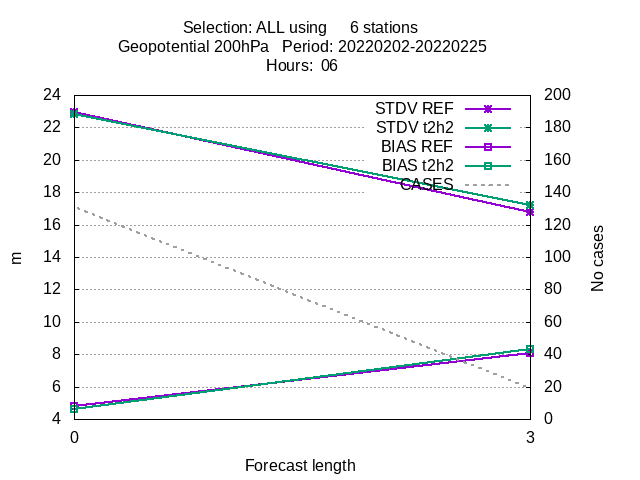 Selection: ALL using     6 stations
Geopotential 200hPa   Period: 20220202-20220225
Hours:  06
24 200
STDV REF
22 180
STDV t2h2
BIAS REF
20 160
BIAS t2h2
CASES
18 140
16 120
14 100
m
No cases
12 80
10 60
8 40
6 20
4 0
0 3
Forecast length